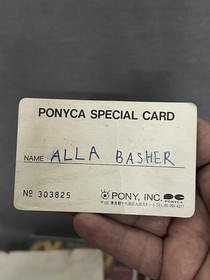 PONYCA SPECIAL CARD
NAME: ALLA BASHER
№ 303825
PONY, INC
PONYCA